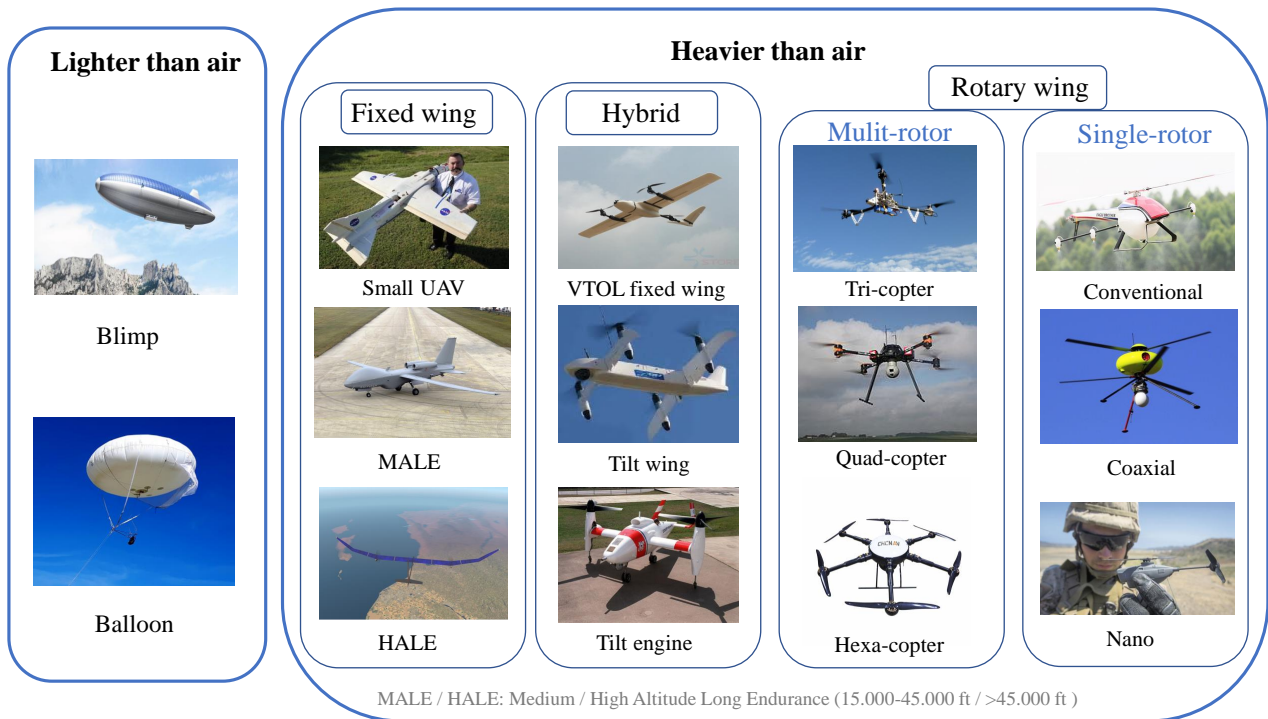 Lighter than air
Blimp
Balloon
Heavier than air
Fixed wing
Small UAV
MALE
HALE
Hybrid
VTOL fixed wing
Tilt wing
Tilt engine
Rotary wing
Mulit-rotor
Tri-copter
Quad-copter
Hexa-copter
Single-rotor
Conventional
Coaxial
Nano
MALE / HALE: Medium / High Altitude Long Endurance (15.000-45.000 ft / >45.000 ft )